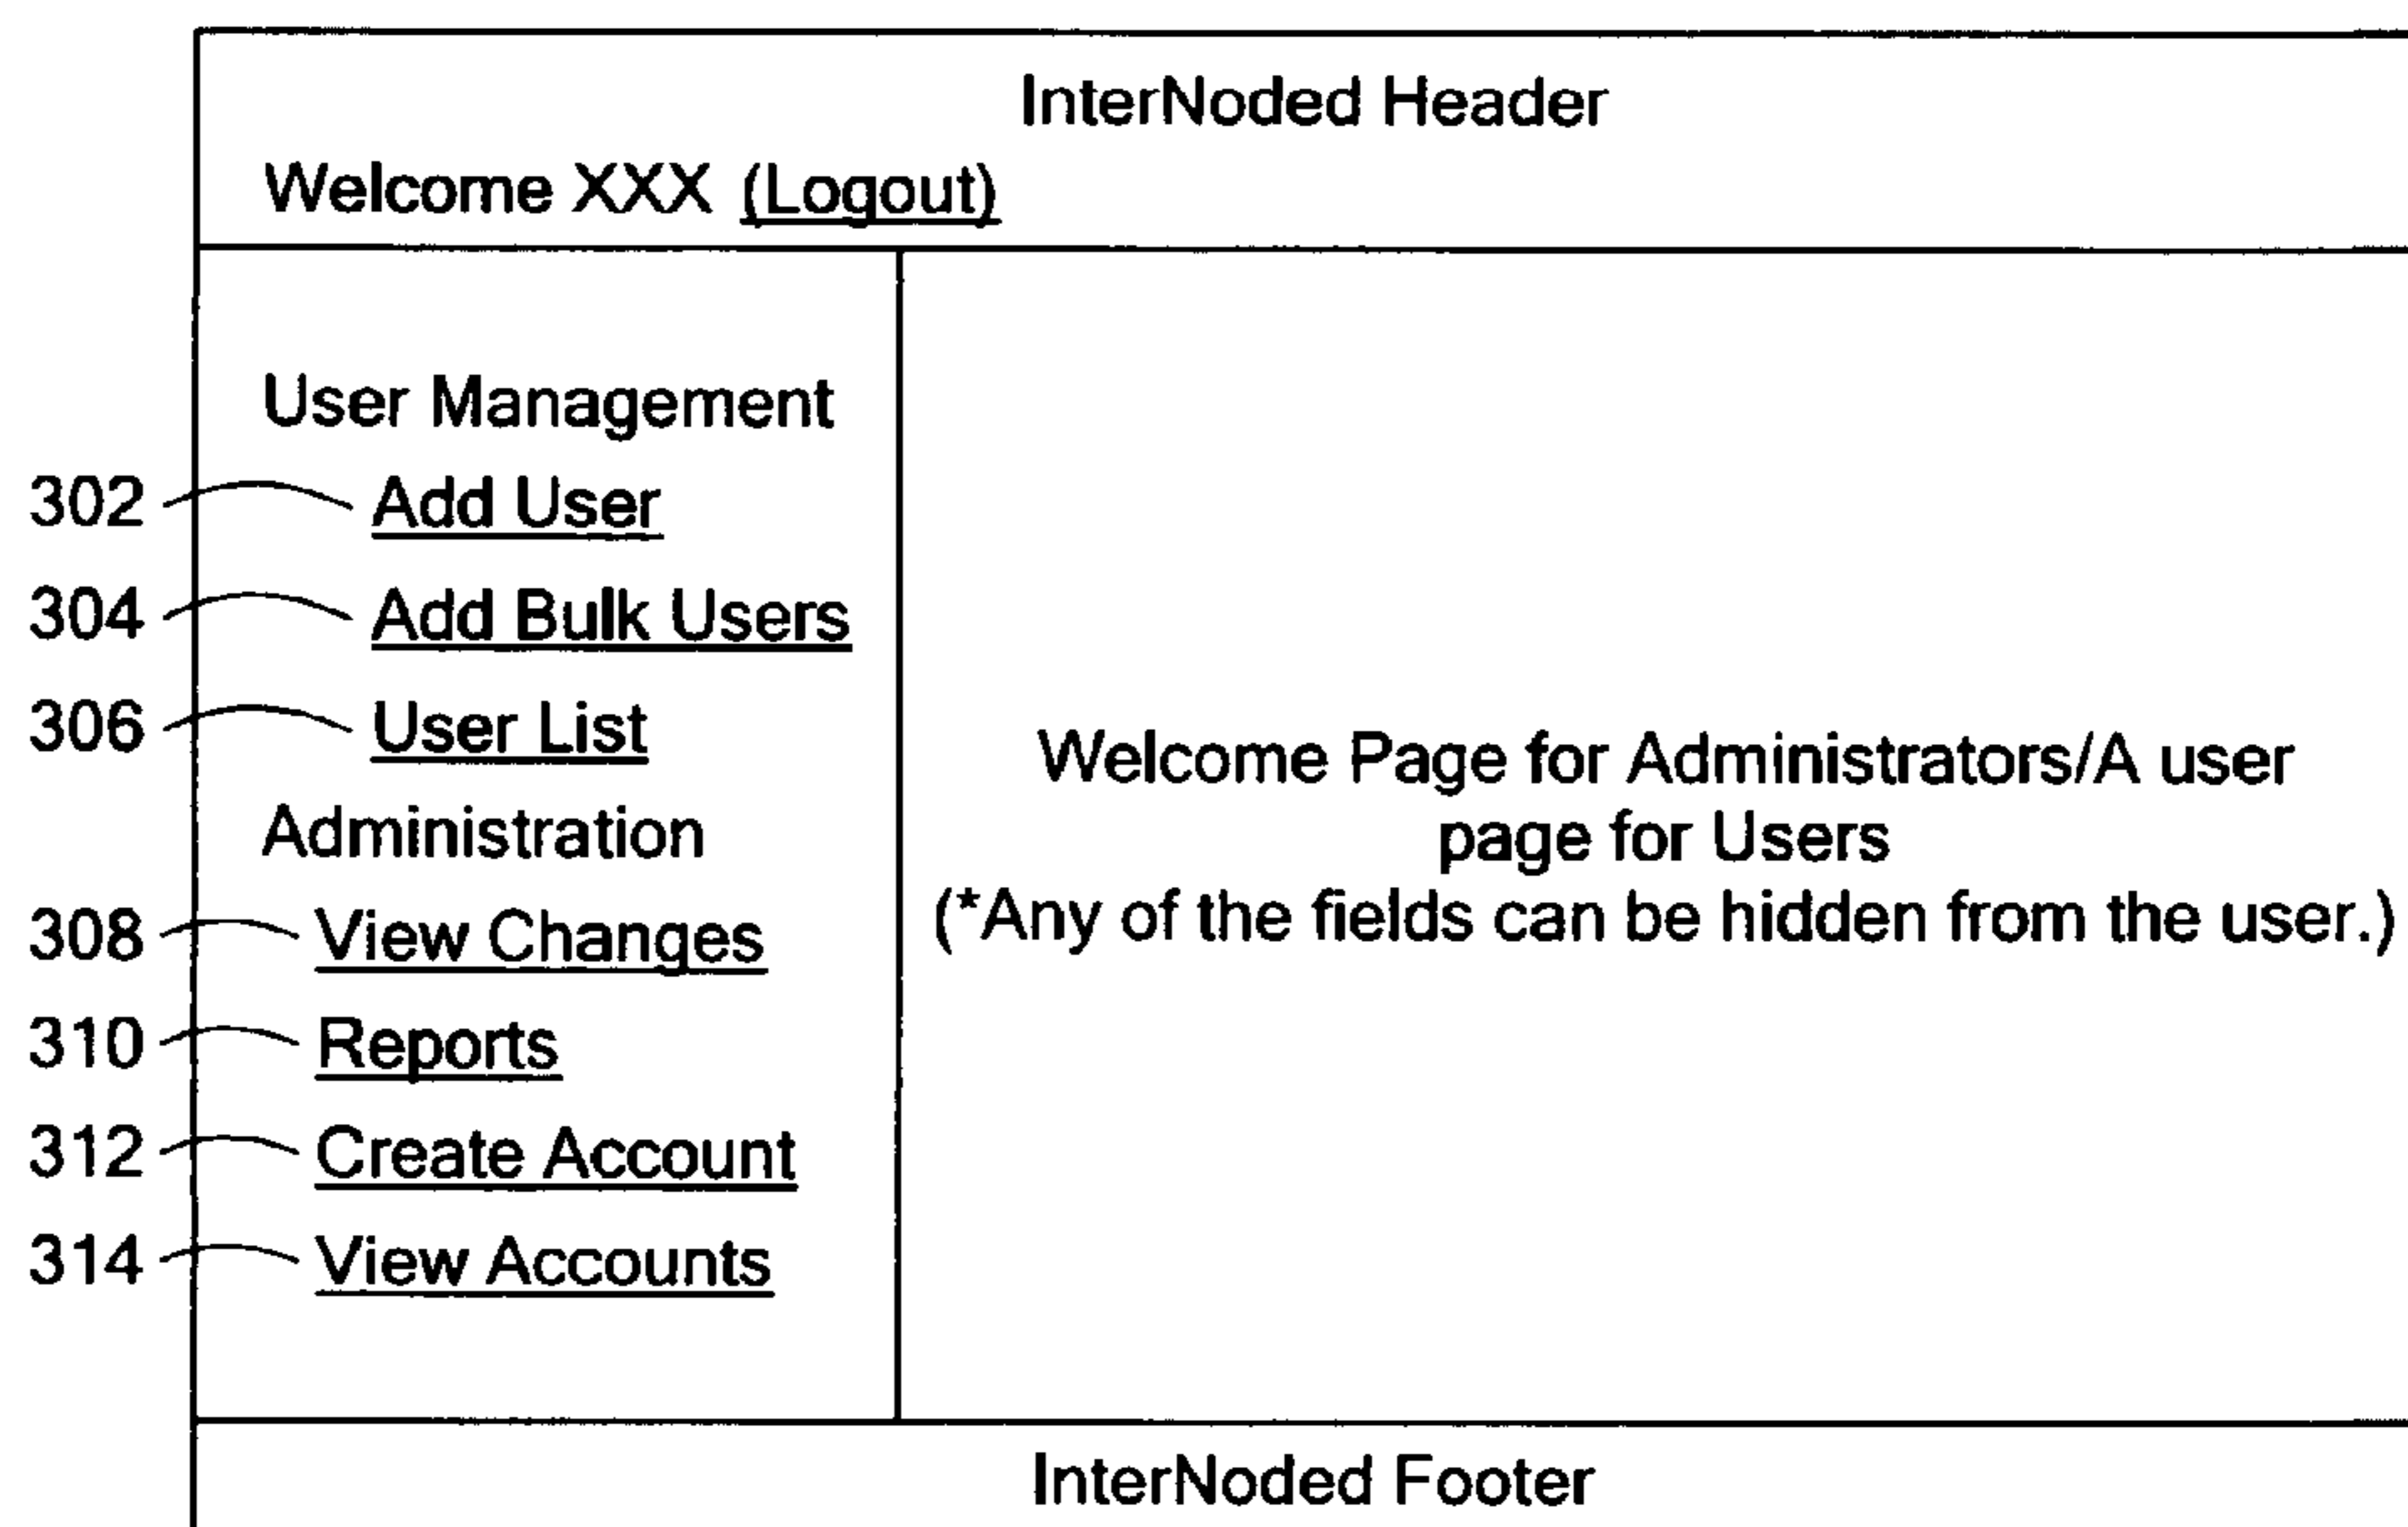 InterNoded Header
Welcome XXX (Logout)
User Management
302 Add User
304 Add Bulk Users
306 User List
Administration
308 View Changes
310 Reports
312 Create Account
314 View Accounts
Welcome Page for Administrators/A user
page for Users
(*Any of the fields can be hidden from the user.)
InterNoded Footer